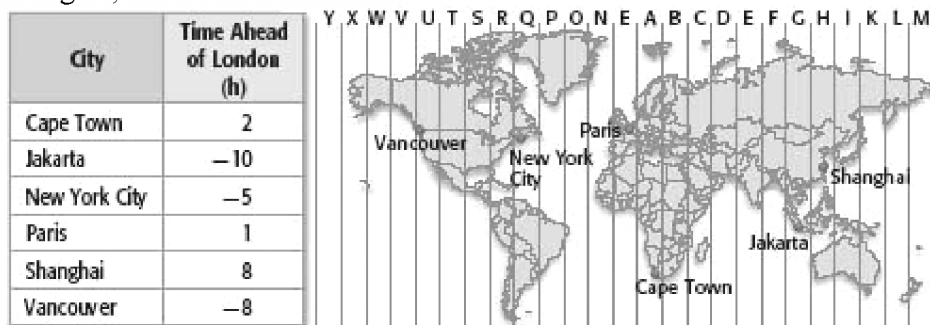 City
Time Ahead
of London
(h)
Cape Town 2
Jakarta −10
New York City −5
Paris 1
Shanghai 8
Vancouver −8
Y X W V U T S R Q P O N E A B C D E F G H I K L M
Vancouver
New York
City
Paris
Shanghai
Jakarta
Cape Town